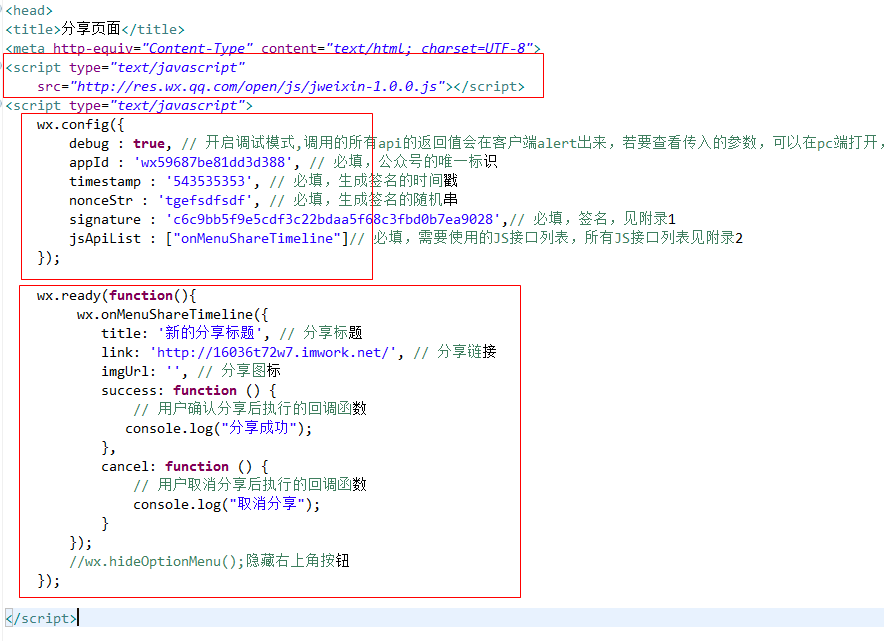 <head>
<title>分享页面</title>
<meta http-equiv="Content-Type" content="text/html; charset=UTF-8">
<script type="text/javascript"
src="http://res.wx.qq.com/open/js/jweixin-1.0.0.js"></script>
<script type="text/javascript">
wx.config({
debug : true, // 开启调试模式,调用的所有api的返回值会在客户端alert出来，若要查看传入的参数，可以在pc端打开，
appId : 'wx59687be81dd3d388', // 必填，公众号的唯一标识
timestamp : '543535353', // 必填，生成签名的时间戳
nonceStr : 'tgefsdfsdf', // 必填，生成签名的随机串
signature : 'c6c9bb5f9e5cdf3c22bdaa5f68c3fbd0b7ea9028',// 必填，签名，见附录1
jsApiList : ["onMenuShareTimeline"]// 必填，需要使用的JS接口列表，所有JS接口列表见附录2
});
wx.ready(function(){
wx.onMenuShareTimeline({
title: '新的分享标题', // 分享标题
link: 'http://16036t72w7.imwork.net/', // 分享链接
imgUrl: '', // 分享图标
success: function () {
// 用户确认分享后执行的回调函数
console.log("分享成功");
},
cancel: function () {
// 用户取消分享后执行的回调函数
console.log("取消分享");
}
});
//wx.hideOptionMenu();隐藏右上角按钮
});
</script>